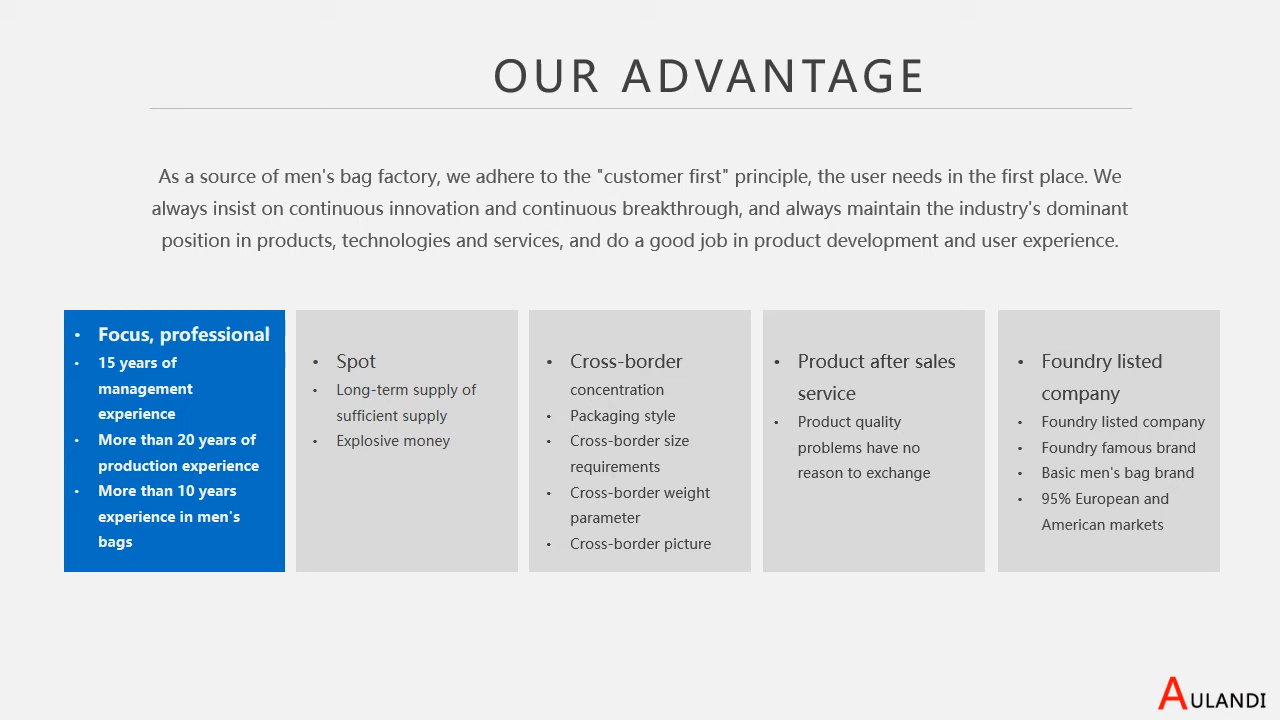 OUR ADVANTAGE
As a source of men's bag factory, we adhere to the "customer first" principle, the user needs in the first place. We
always insist on continuous innovation and continuous breakthrough, and always maintain the industry's dominant
position in products, technologies and services, and do a good job in product development and user experience.
• Focus, professional
• 15 years of
management
experience
• More than 20 years of
production experience
• More than 10 years
experience in men's
bags
• Spot
• Long-term supply of
sufficient supply
• Explosive money
• Cross-border
concentration
• Packaging style
• Cross-border size
requirements
• Cross-border weight
parameter
• Cross-border picture
• Product after sales
service
• Product quality
problems have no
reason to exchange
• Foundry listed
company
• Foundry listed company
• Foundry famous brand
• Basic men's bag brand
• 95% European and
American markets
AULANDI